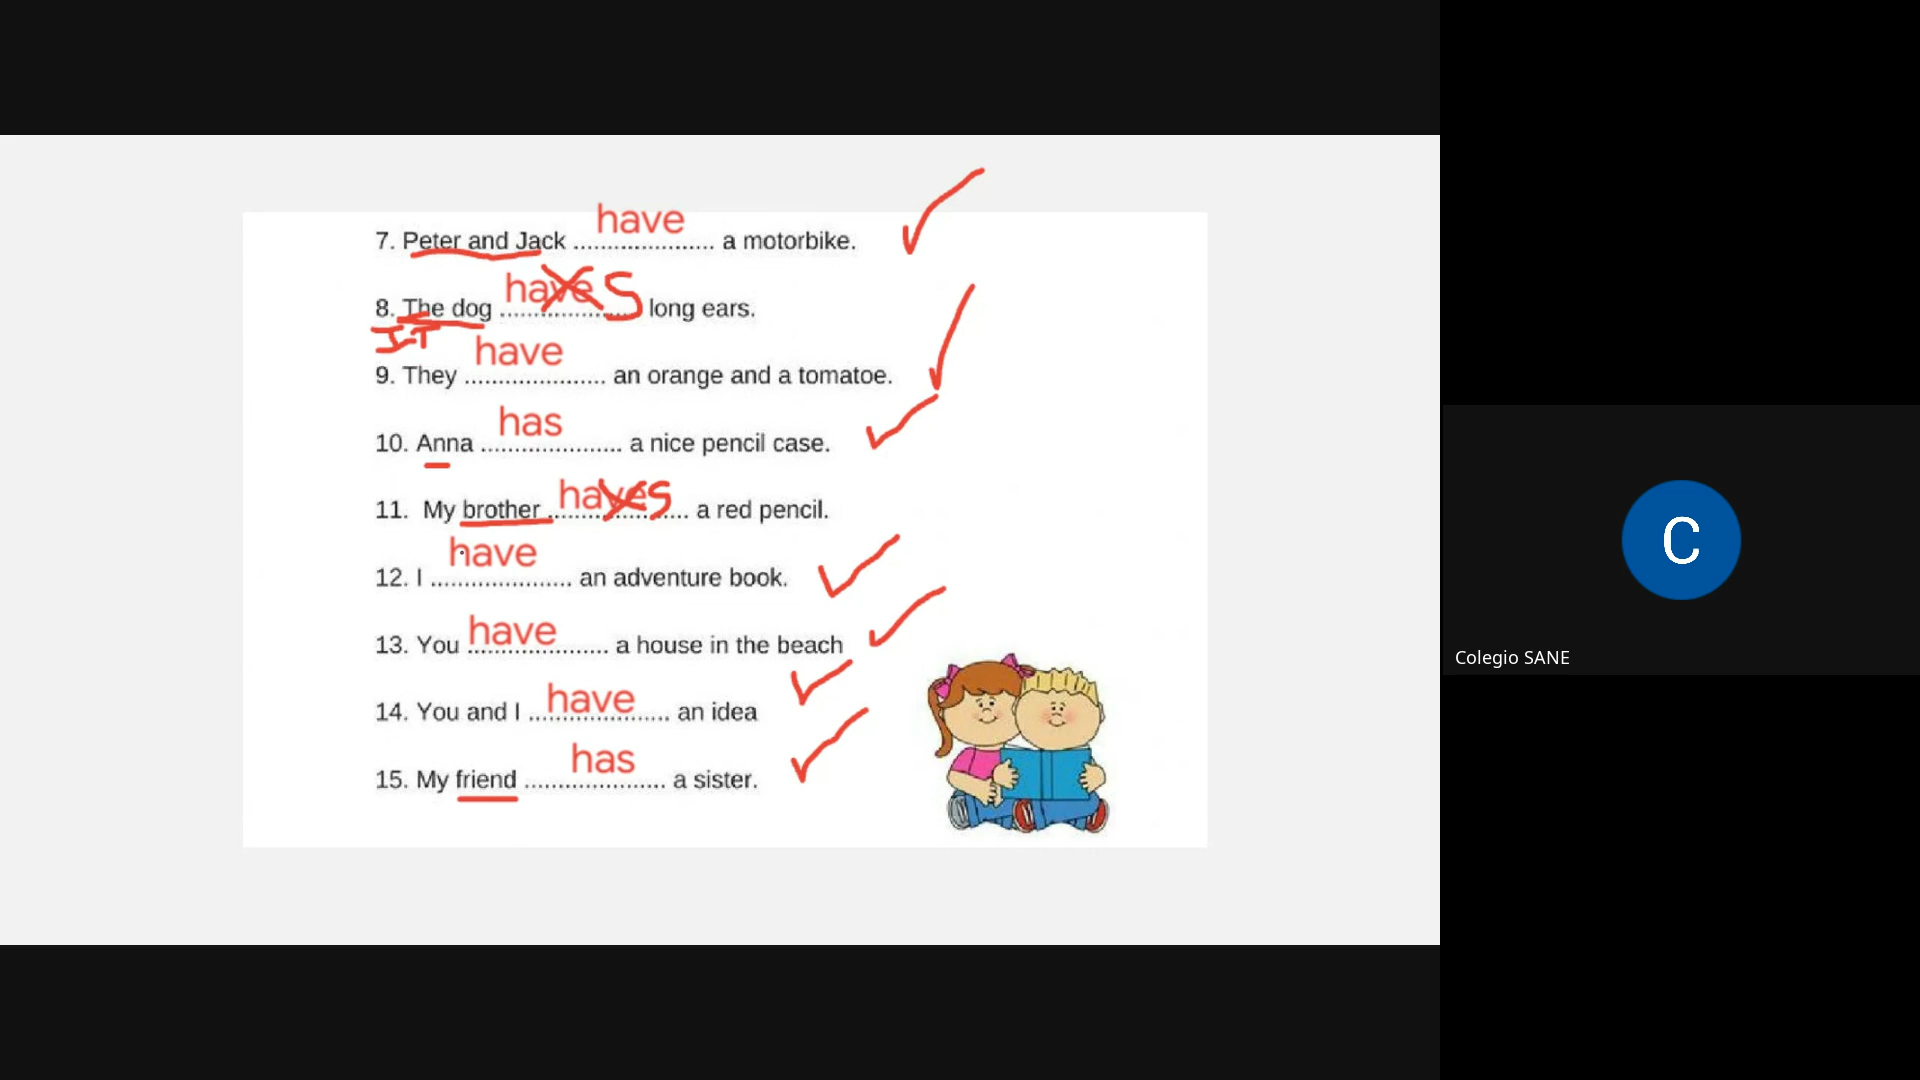 have
7. Peter and Jack ..................... a motorbike.
have S
8. The dog ..................... long ears.
IT
have
9. They ..................... an orange and a tomatoe.
has
10. Anna ..................... a nice pencil case.
have s
11. My brother ..................... a red pencil.
have
12. I ..................... an adventure book.
have
13. You ..................... a house in the beach
have
14. You and I ..................... an idea
has
15. My friend ..................... a sister.
C
Colegio SANE